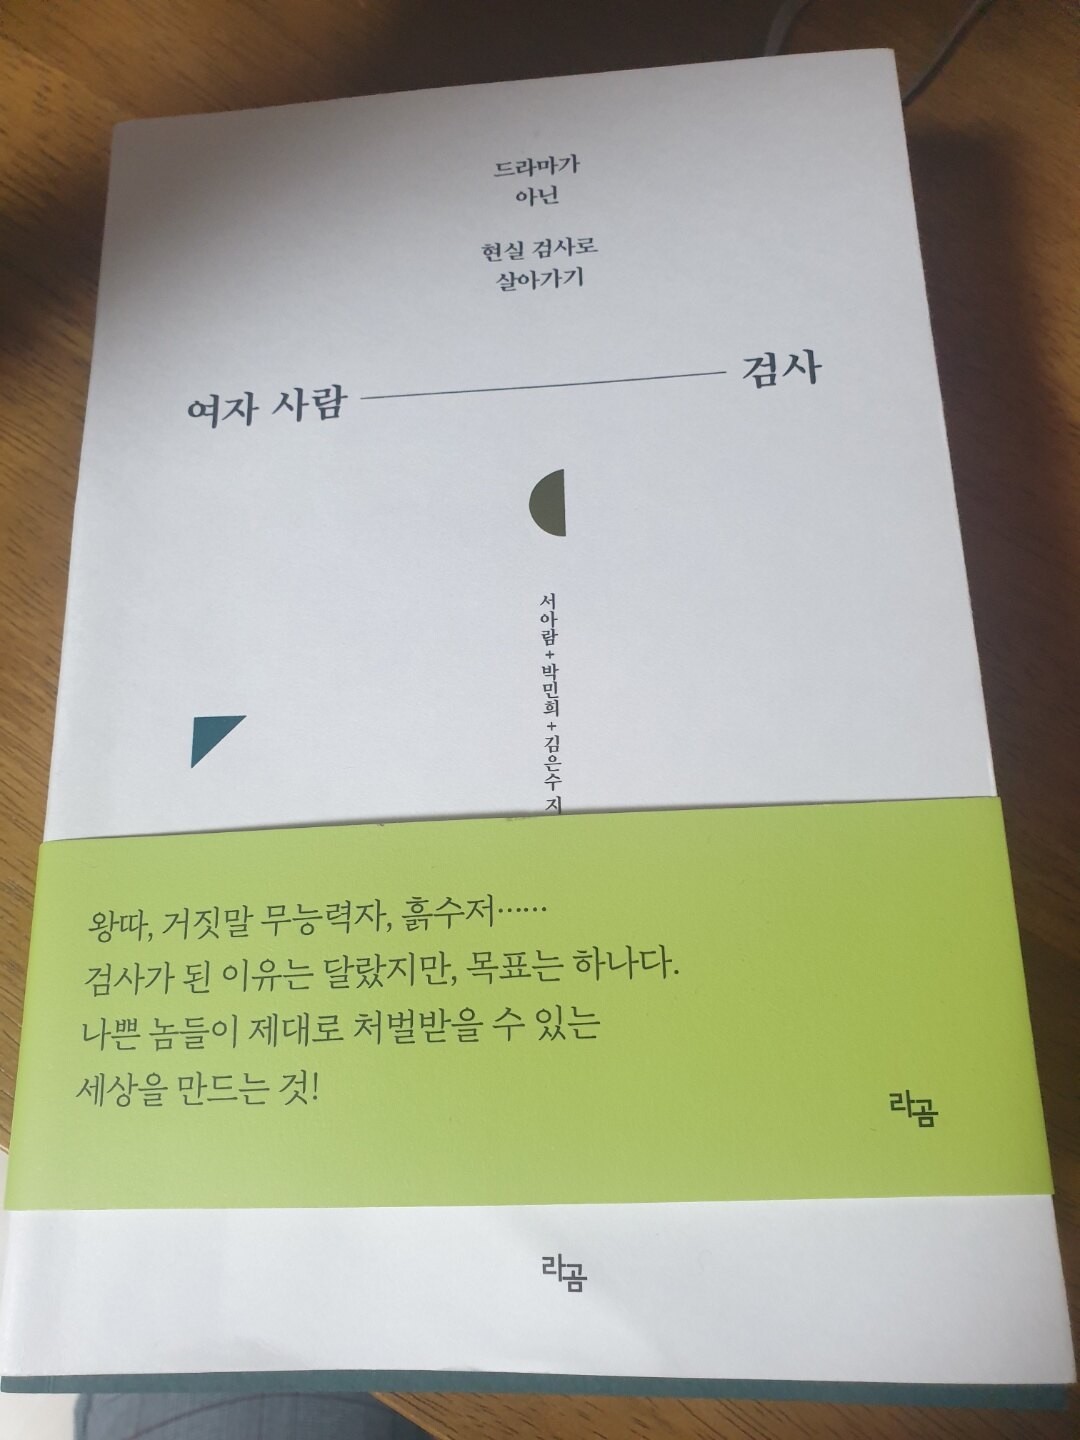 드라마가
아닌
현실 검사로
살아가기
여자 사람 검사
서아람+박민희+김은수 지
왕따, 거짓말 무능력자, 흙수저……
검사가 된 이유는 달랐지만, 목표는 하나다.
나쁜 놈들이 제대로 처벌받을 수 있는
세상을 만드는 것!
라곰
라곰